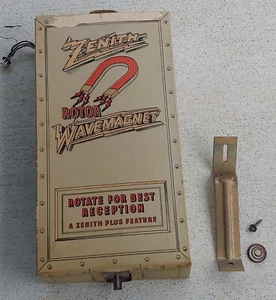 ZENITH
ROTOR
WAVEMAGNET
ROTATE FOR BEST
RECEPTION
A ZENITH PLUS FEATURE